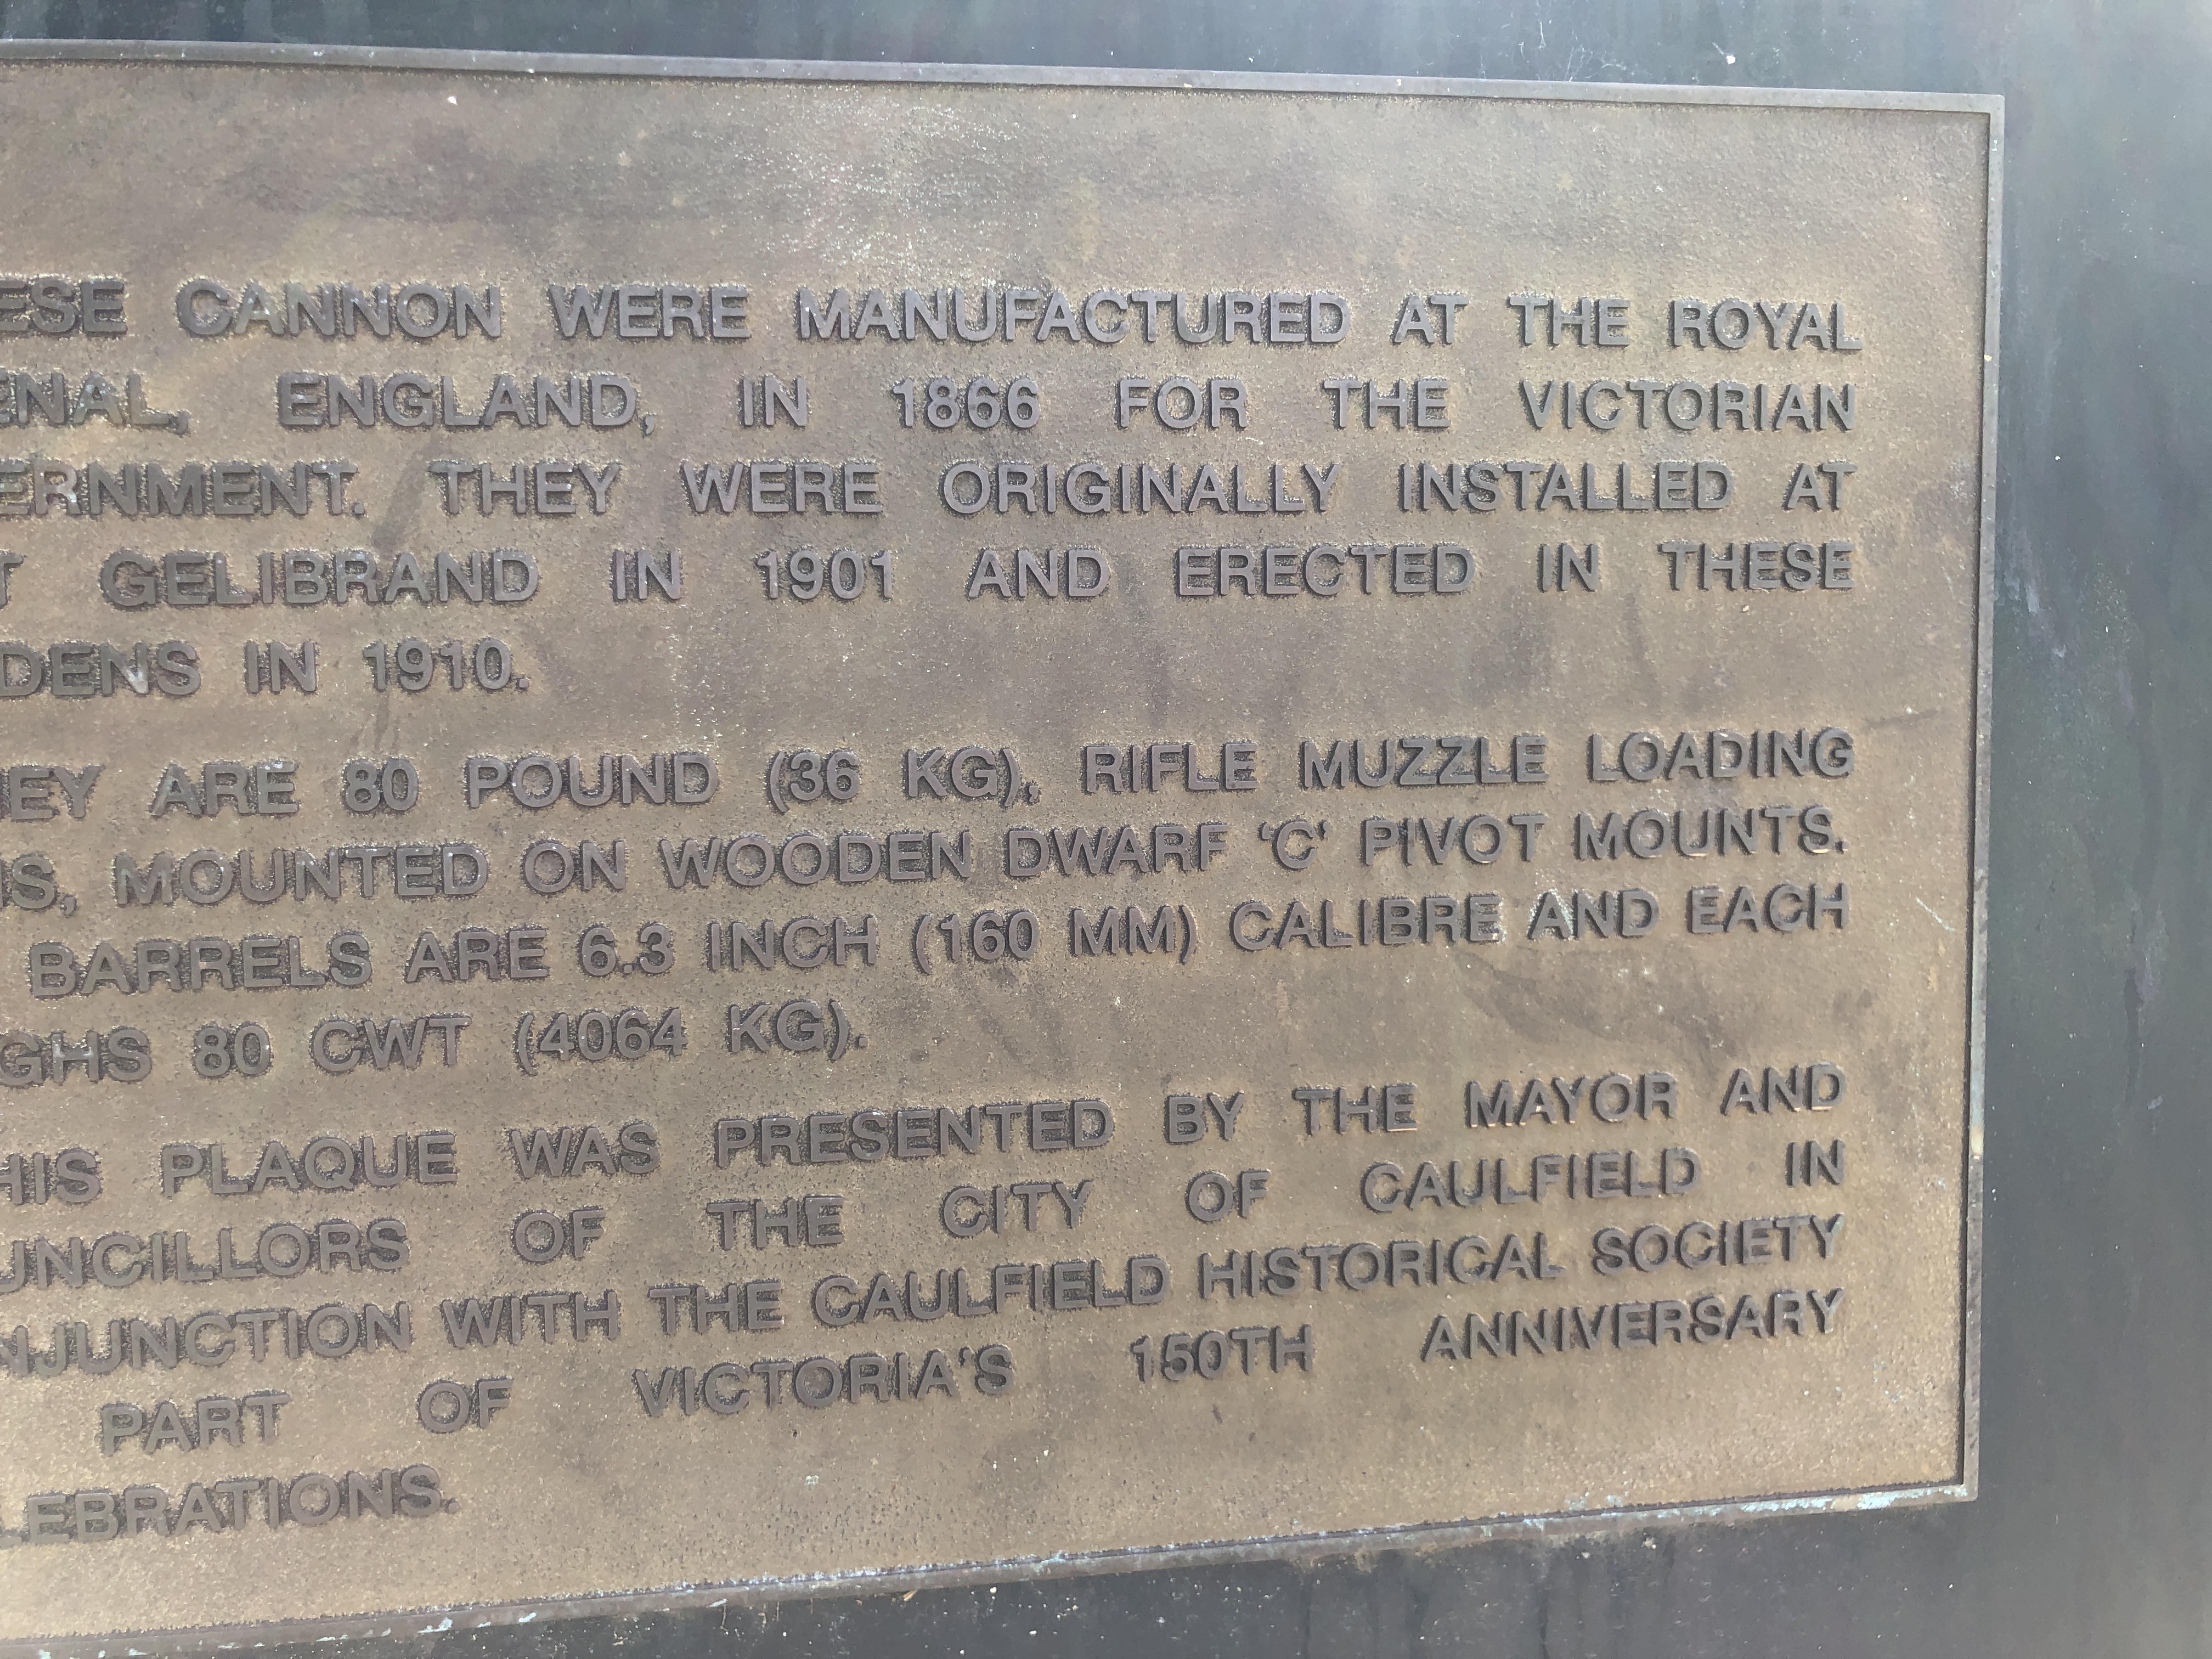 ESE CANNON WERE MANUFACTURED AT THE ROYAL
ENAL, ENGLAND, IN 1866 FOR THE VICTORIAN
ERNMENT. THEY WERE ORIGINALLY INSTALLED AT
T GELIBRAND IN 1901 AND ERECTED IN THESE
DENS IN 1910.
HEY ARE 80 POUND (36 KG), RIFLE MUZZLE LOADING
NS, MOUNTED ON WOODEN DWARF 'C' PIVOT MOUNTS.
BARRELS ARE 6.3 INCH (160 MM) CALIBRE AND EACH
GHS 80 CWT (4064 KG).
HIS PLAQUE WAS PRESENTED BY THE MAYOR AND
UNCILLORS OF THE CITY OF CAULFIELD IN
NJUNCTION WITH THE CAULFIELD HISTORICAL SOCIETY
PART OF VICTORIA'S 150TH ANNIVERSARY
LEBRATIONS.